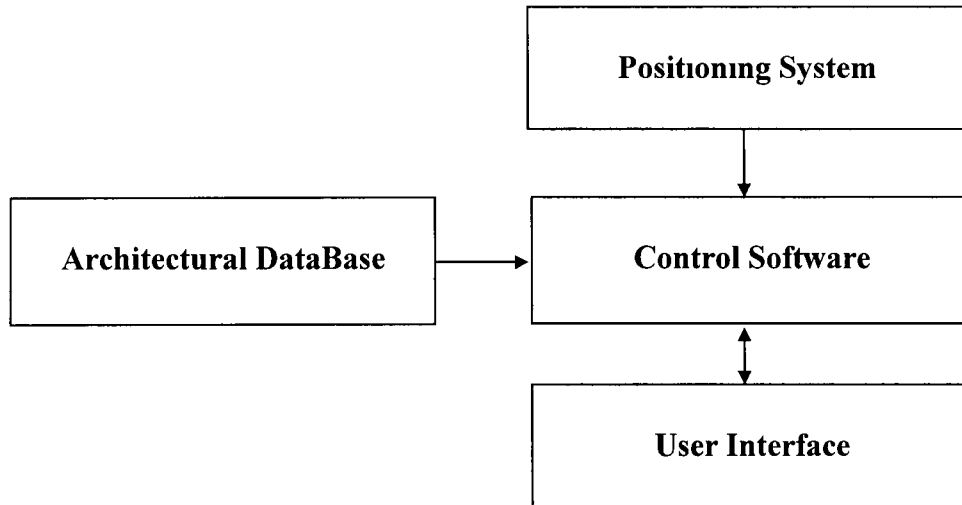 Positioning System
Architectural DataBase
Control Software
User Interface